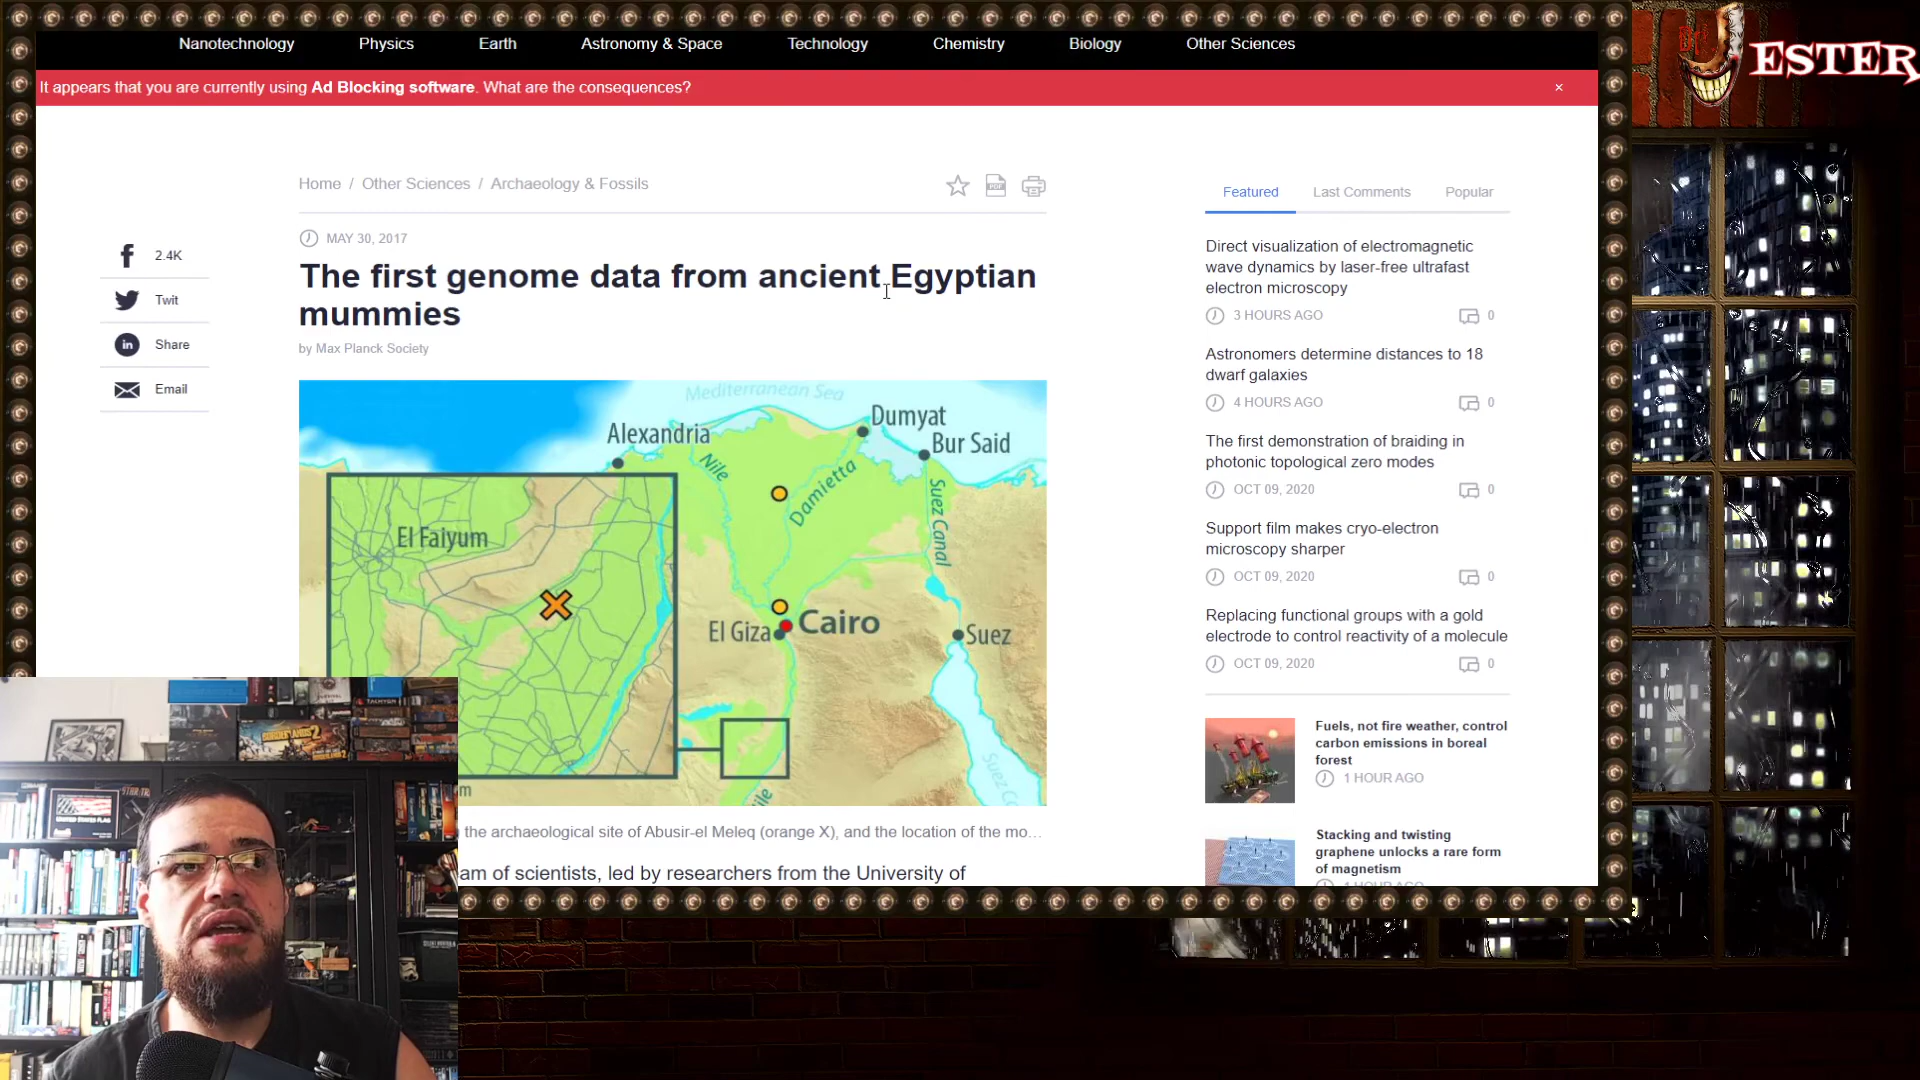 Nanotechnology Physics Earth Astronomy & Space Technology Chemistry Biology Other Sciences
ESTER
It appears that you are currently using Ad Blocking software. What are the consequences? ×
Home / Other Sciences / Archaeology & Fossils
PDF
MAY 30, 2017
The first genome data from ancient Egyptian
mummies
by Max Planck Society
2.4K
Twit
Share
Email
Mediterranean Sea
Dumyat
Alexandria
Bur Said
Nile
Damietta
Suez Canal
El Faiyum
Cairo
El Giza
Suez
the archaeological site of Abusir-el Meleq (orange X), and the location of the mo...
am of scientists, led by researchers from the University of
Featured Last Comments Popular
Direct visualization of electromagnetic
wave dynamics by laser-free ultrafast
electron microscopy
3 HOURS AGO 0
Astronomers determine distances to 18
dwarf galaxies
4 HOURS AGO 0
The first demonstration of braiding in
photonic topological zero modes
OCT 09, 2020 0
Support film makes cryo-electron
microscopy sharper
OCT 09, 2020 0
Replacing functional groups with a gold
electrode to control reactivity of a molecule
OCT 09, 2020 0
Fuels, not fire weather, control
carbon emissions in boreal
forest
1 HOUR AGO
Stacking and twisting
graphene unlocks a rare form
of magnetism
1 HOUR AGO
BORDERLANDS 2
UNITED STATES FLAG